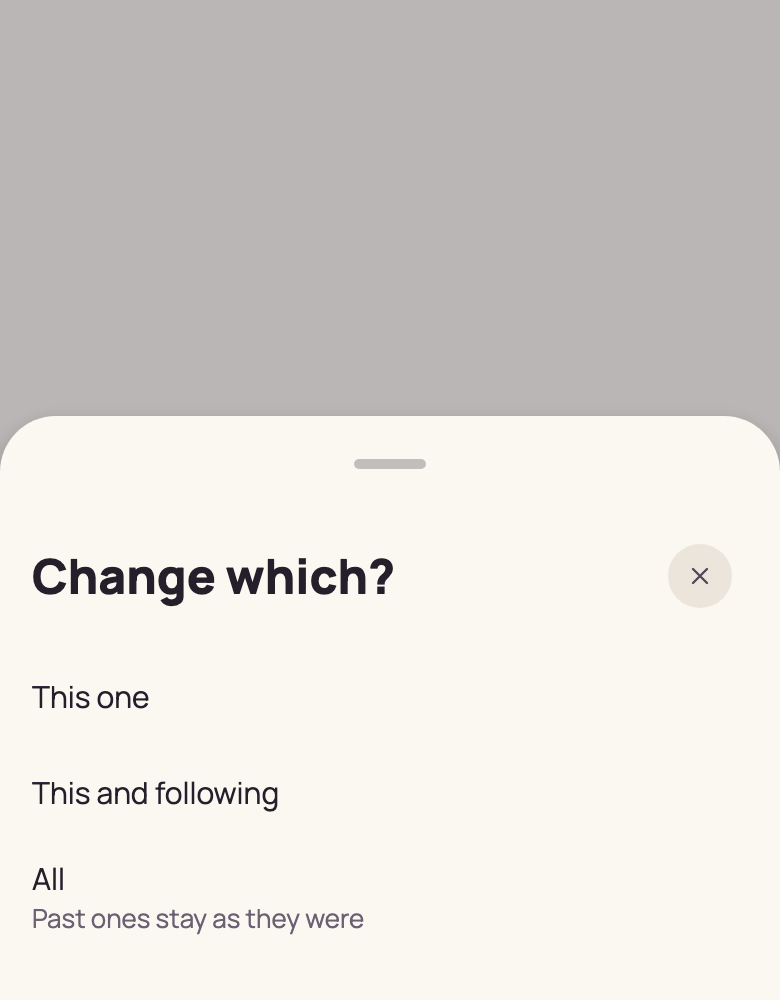 Change which?
This one
This and following
All
Past ones stay as they were